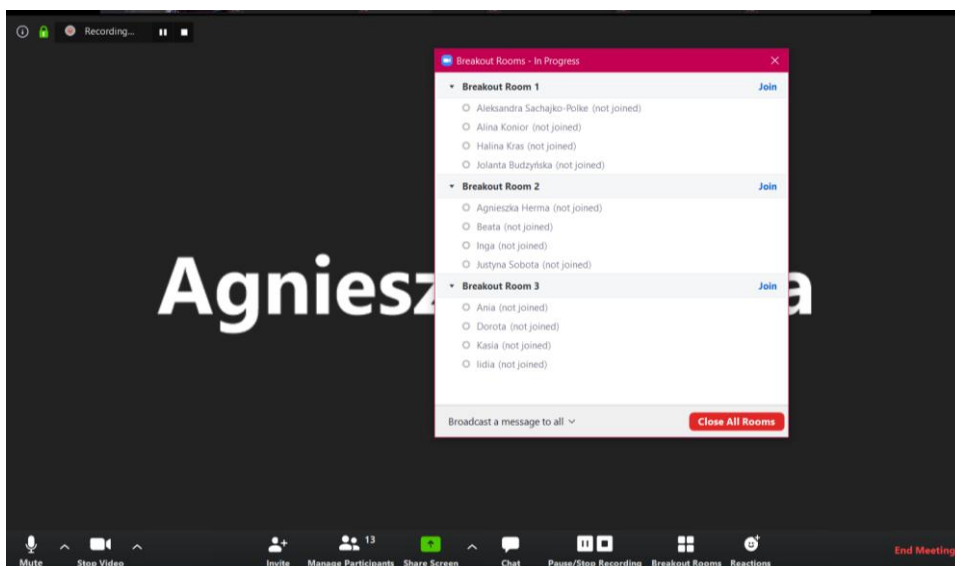 Recording...
Breakout Rooms - In Progress
Breakout Room 1 Join
Aleksandra Sachajko-Polke (not joined)
Alina Konior (not joined)
Halina Kras (not joined)
Jolanta Budzyńska (not joined)
Breakout Room 2 Join
Agnieszka Herma (not joined)
Beata (not joined)
Inga (not joined)
Justyna Sobota (not joined)
Agniesz a
Breakout Room 3 Join
Ania (not joined)
Dorota (not joined)
Kasia (not joined)
lidia (not joined)
Broadcast a message to all Close All Rooms
13
Mute Stop Video Invite Manage Participants Share Screen Chat Pause/Stop Recording Breakout Rooms Reactions End Meeting